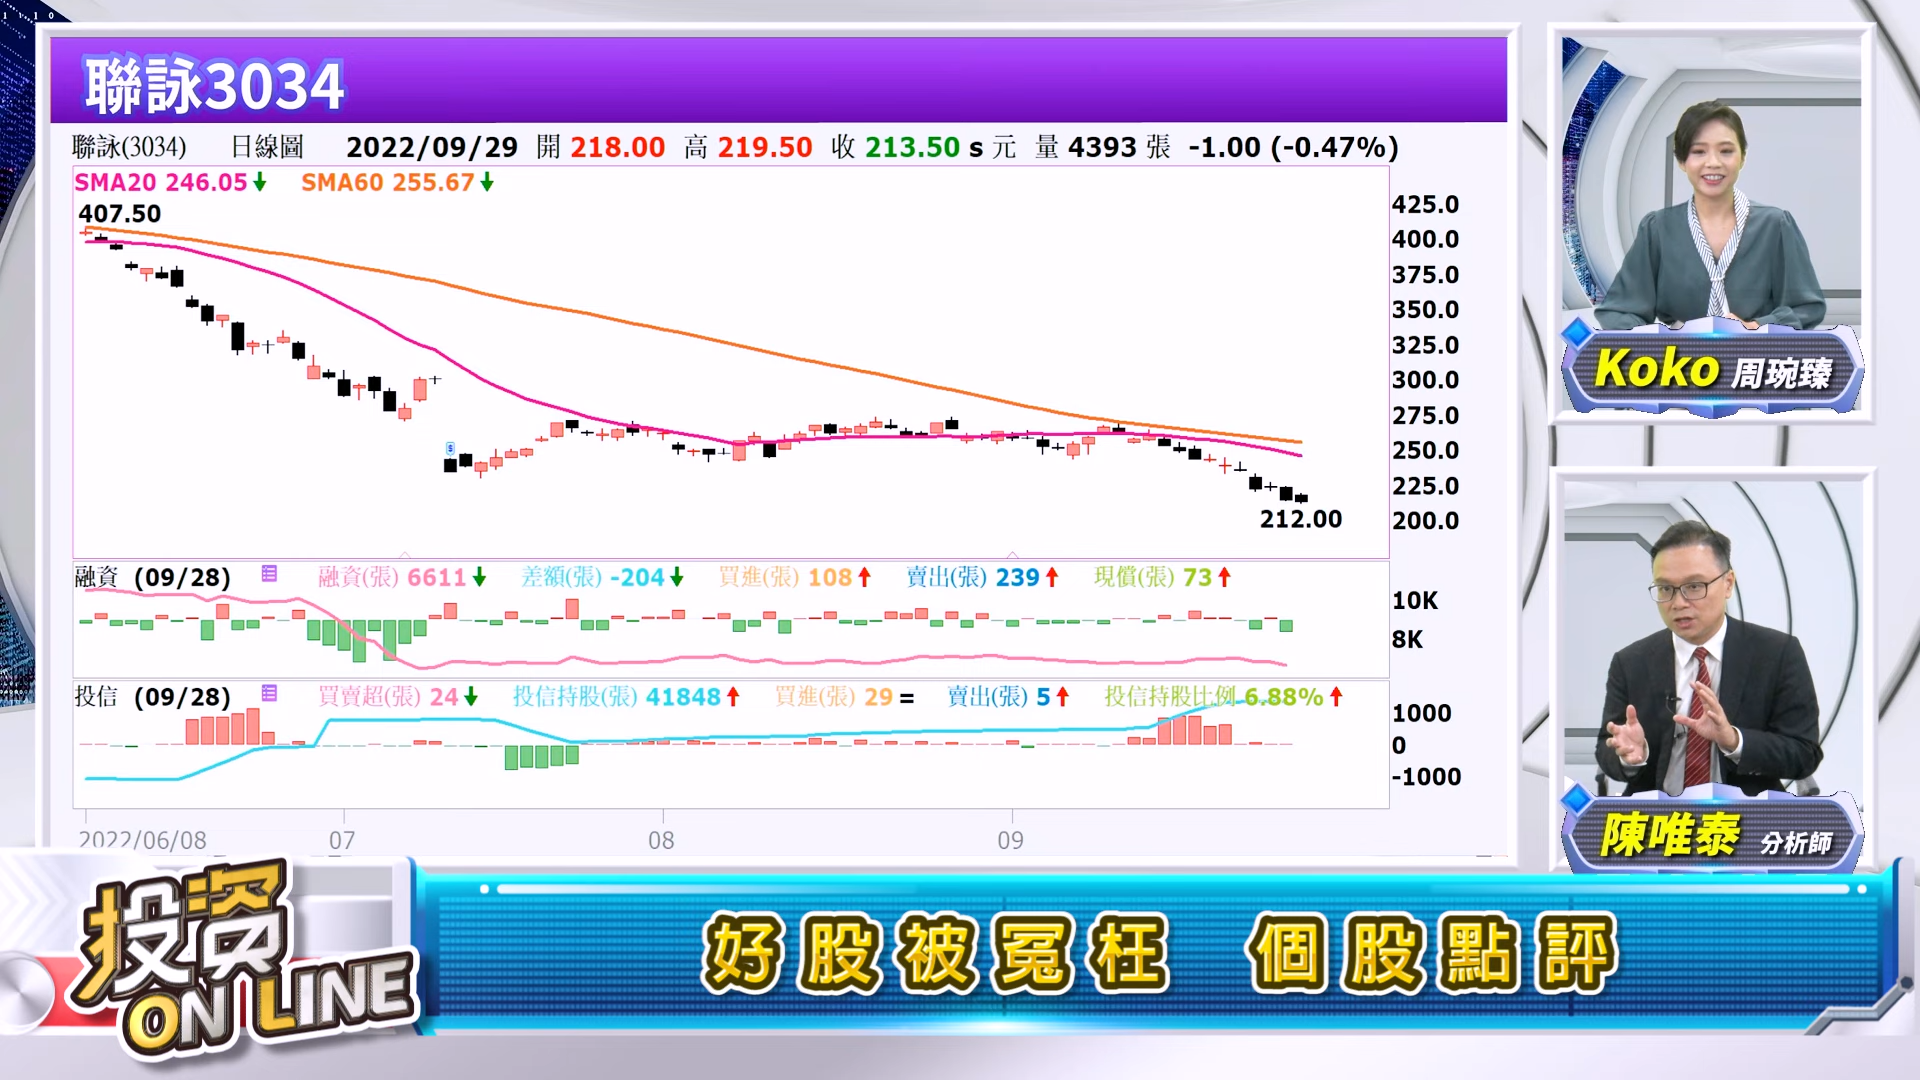 聯詠3034
聯詠(3034) 日線圖 2022/09/29 開 218.00 高 219.50 收 213.50 s 元 量 4393 張 -1.00 (-0.47%)
SMA20 246.05↓ SMA60 255.67↓
407.50
425.0
400.0
375.0
350.0
325.0
300.0
275.0
250.0
225.0
200.0
212.00
融資 (09/28) 融資(張) 6611↓ 差額(張) -204↓ 買進(張) 108↑ 賣出(張) 239↑ 現償(張) 73↑
10K
8K
投信 (09/28) 買賣超(張) 24↓ 投信持股(張) 41848↑ 買進(張) 29 = 賣出(張) 5↑ 投信持股比例 6.88%↑
1000
0
-1000
2022/06/08 07 08 09
Koko 周琬臻
陳唯泰 分析師
投資
ON LINE
好股被冤枉 個股點評